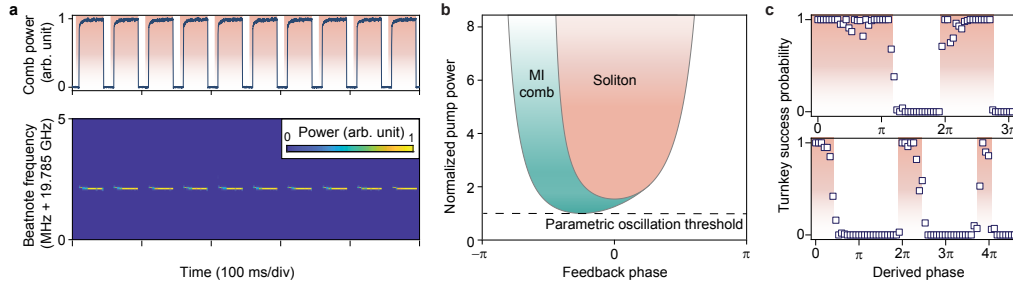 a
Comb power
(arb. unit)
1
0
Beatnote frequency
(MHz + 19.785 GHz)
5
0
0 Power (arb. unit) 1
Time (100 ms/div)
b
Normalized pump power
8
6
4
2
0
MI
comb
Soliton
Parametric oscillation threshold
−π 0 π
Feedback phase
c
Turnkey success probability
1
0
0 π 2π 3π
1
0
0 π 2π 3π 4π
Derived phase